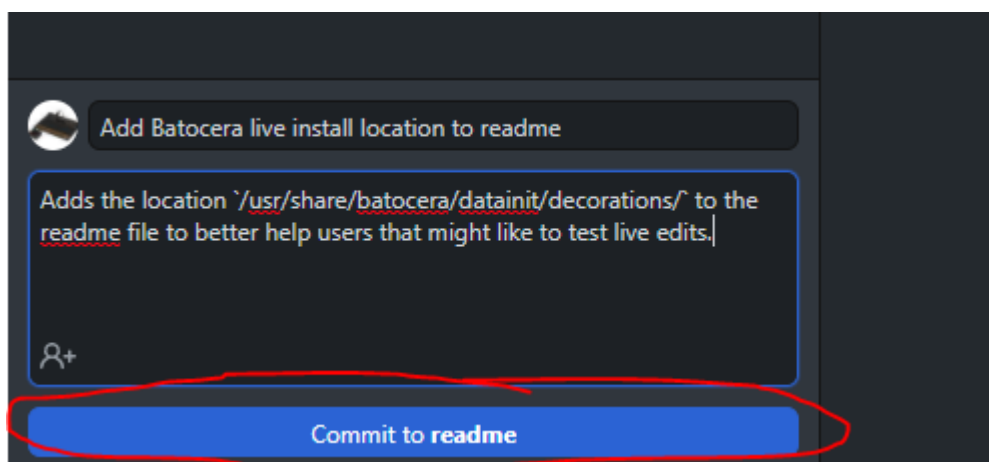 Add Batocera live install location to readme
Adds the location `/usr/share/batocera/datainit/decorations/` to the
readme file to better help users that might like to test live edits.
Commit to readme